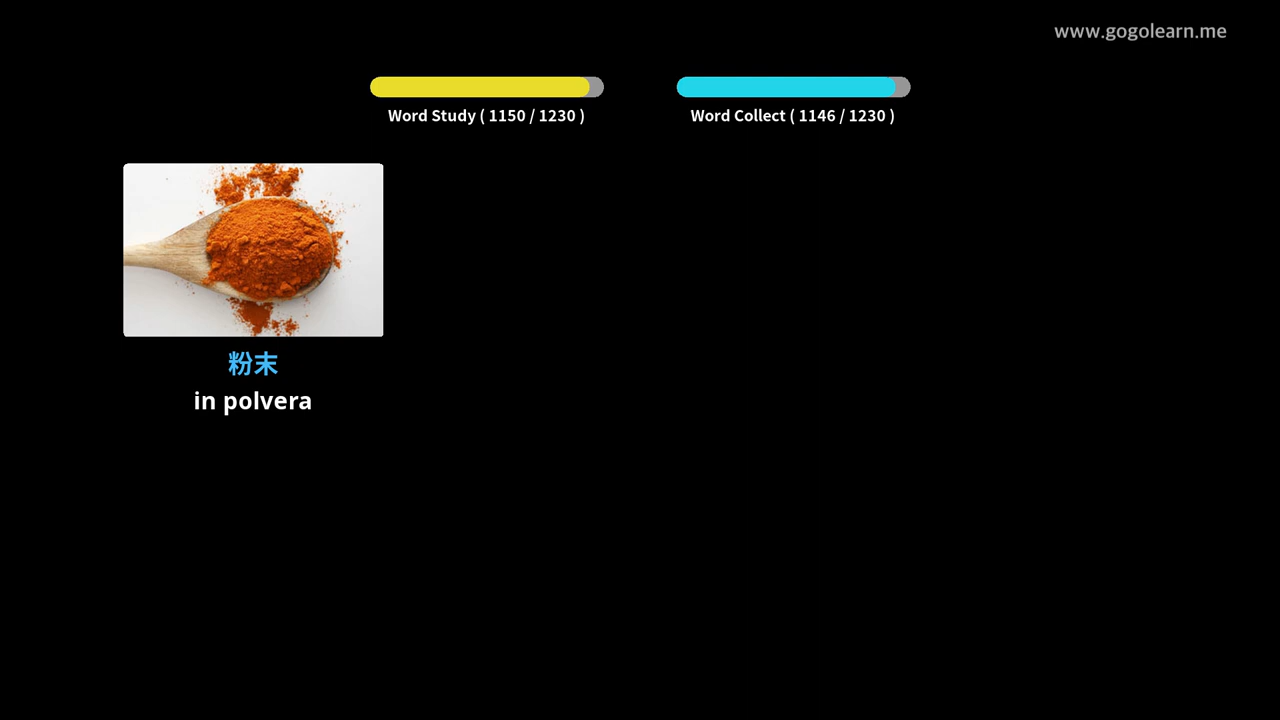 www.gogolearn.me
Word Study ( 1150 / 1230 )
Word Collect ( 1146 / 1230 )
粉末
in polvera